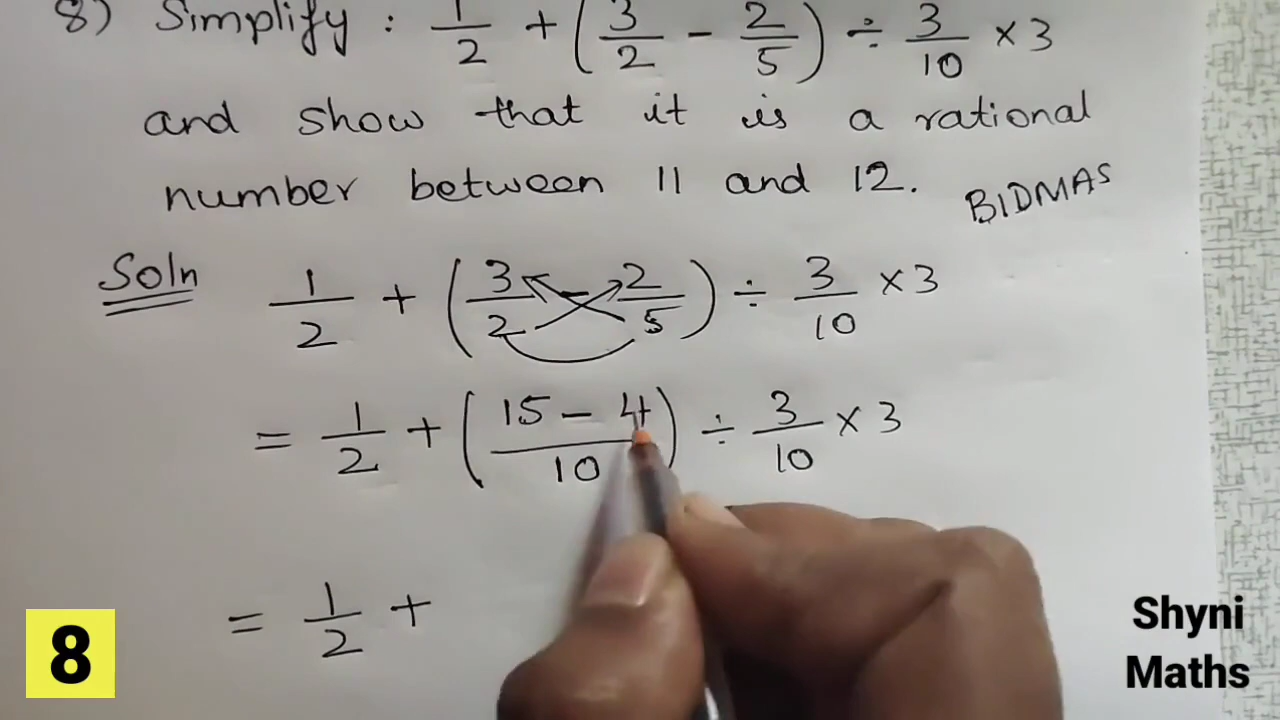 8) Simplify : 1/2 + (3/2 - 2/5) ÷ 3/10 × 3
and show that it is a rational
number between 11 and 12.
BIDMAS
Soln 1/2 + (3/2 - 2/5) ÷ 3/10 × 3
= 1/2 + (15 - 4/10) ÷ 3/10 × 3
= 1/2 +
8
Shyni
Maths